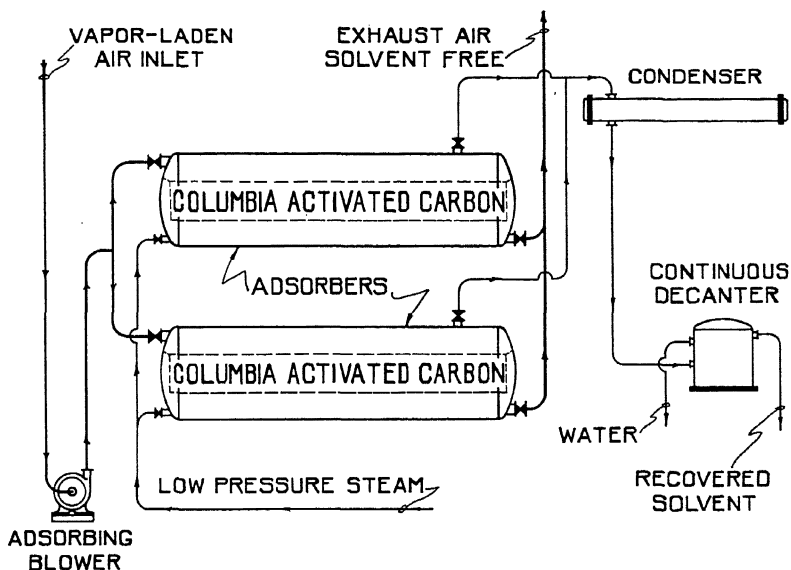 VAPOR-LADEN
AIR INLET
EXHAUST AIR
SOLVENT FREE
CONDENSER
COLUMBIA ACTIVATED CARBON
ADSORBERS
CONTINUOUS
DECANTER
COLUMBIA ACTIVATED CARBON
WATER
LOW PRESSURE STEAM
RECOVERED
SOLVENT
ADSORBING
BLOWER